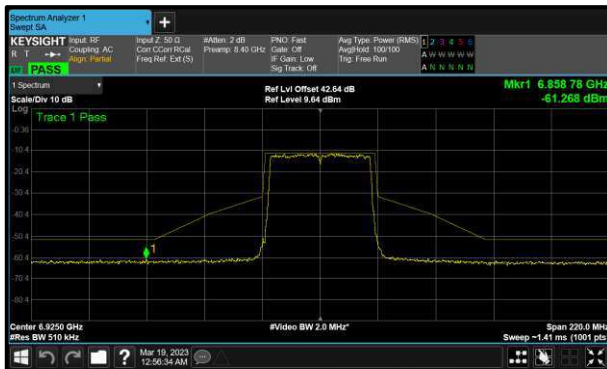 Spectrum Analyzer 1
Swept SA
+
KEYSIGHT Input: RF Input Z: 50 Ω #Atten: 2 dB PNO: Fast Avg Type: Power (RMS) 1 2 3 4 5 6
R T Coupling: AC Corr CCorr RCal Preamp: 8.40 GHz Gate: Off Avg|Hold: 100/100 A W W W W W
Align: Partial Freq Ref: Ext (S) IF Gain: Low Trig: Free Run
PASS Sig Track: Off A N N N N N
1 Spectrum Ref Lvl Offset 42.64 dB Mkr1 6.858 78 GHz
Scale/Div 10 dB Ref Level 9.64 dBm -61.268 dBm
Log
Trace 1 Pass
-0.36
-10.4
-20.4
-30.4
-40.4
-50.4
1
-60.4
-70.4
-80.4
Center 6.9250 GHz #Video BW 2.0 MHz* Span 220.0 MHz
#Res BW 510 kHz Sweep ~1.41 ms (1001 pts)
? Mar 19, 2023
12:56:34 AM